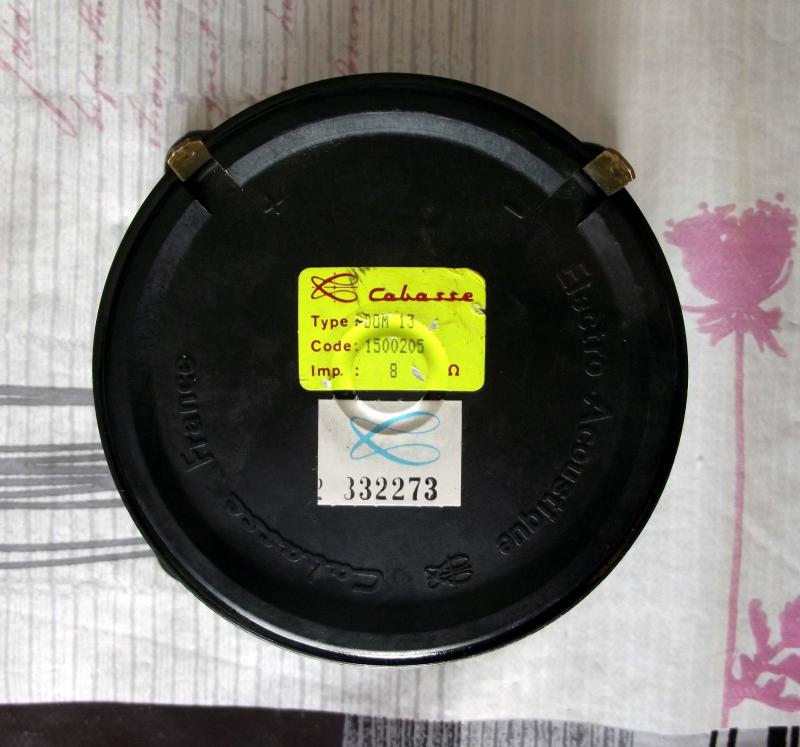 + -
Cabasse
Type : DOM 13
Code: 1500205
Imp. : 8 Ω
332273
Electro-Acoustique
Cabasse France